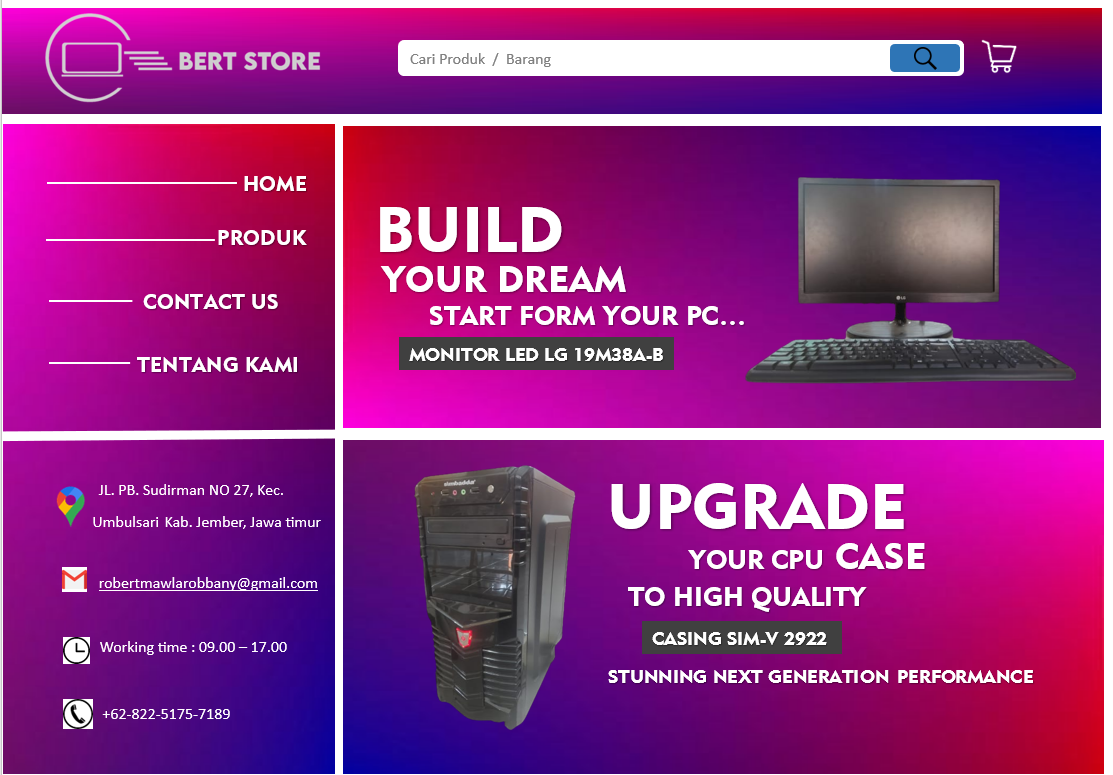 BERT STORE
Cari Produk / Barang
HOME
PRODUK
CONTACT US
TENTANG KAMI
BUILD
YOUR DREAM
START FORM YOUR PC...
MONITOR LED LG 19M38A-B
LG
JL. PB. Sudirman NO 27, Kec.
Umbulsari Kab. Jember, Jawa timur
robertmawlarobbany@gmail.com
Working time : 09.00 – 17.00
+62-822-5175-7189
simbadda
UPGRADE
YOUR CPU CASE
TO HIGH QUALITY
CASING SIM-V 2922
STUNNING NEXT GENERATION PERFORMANCE